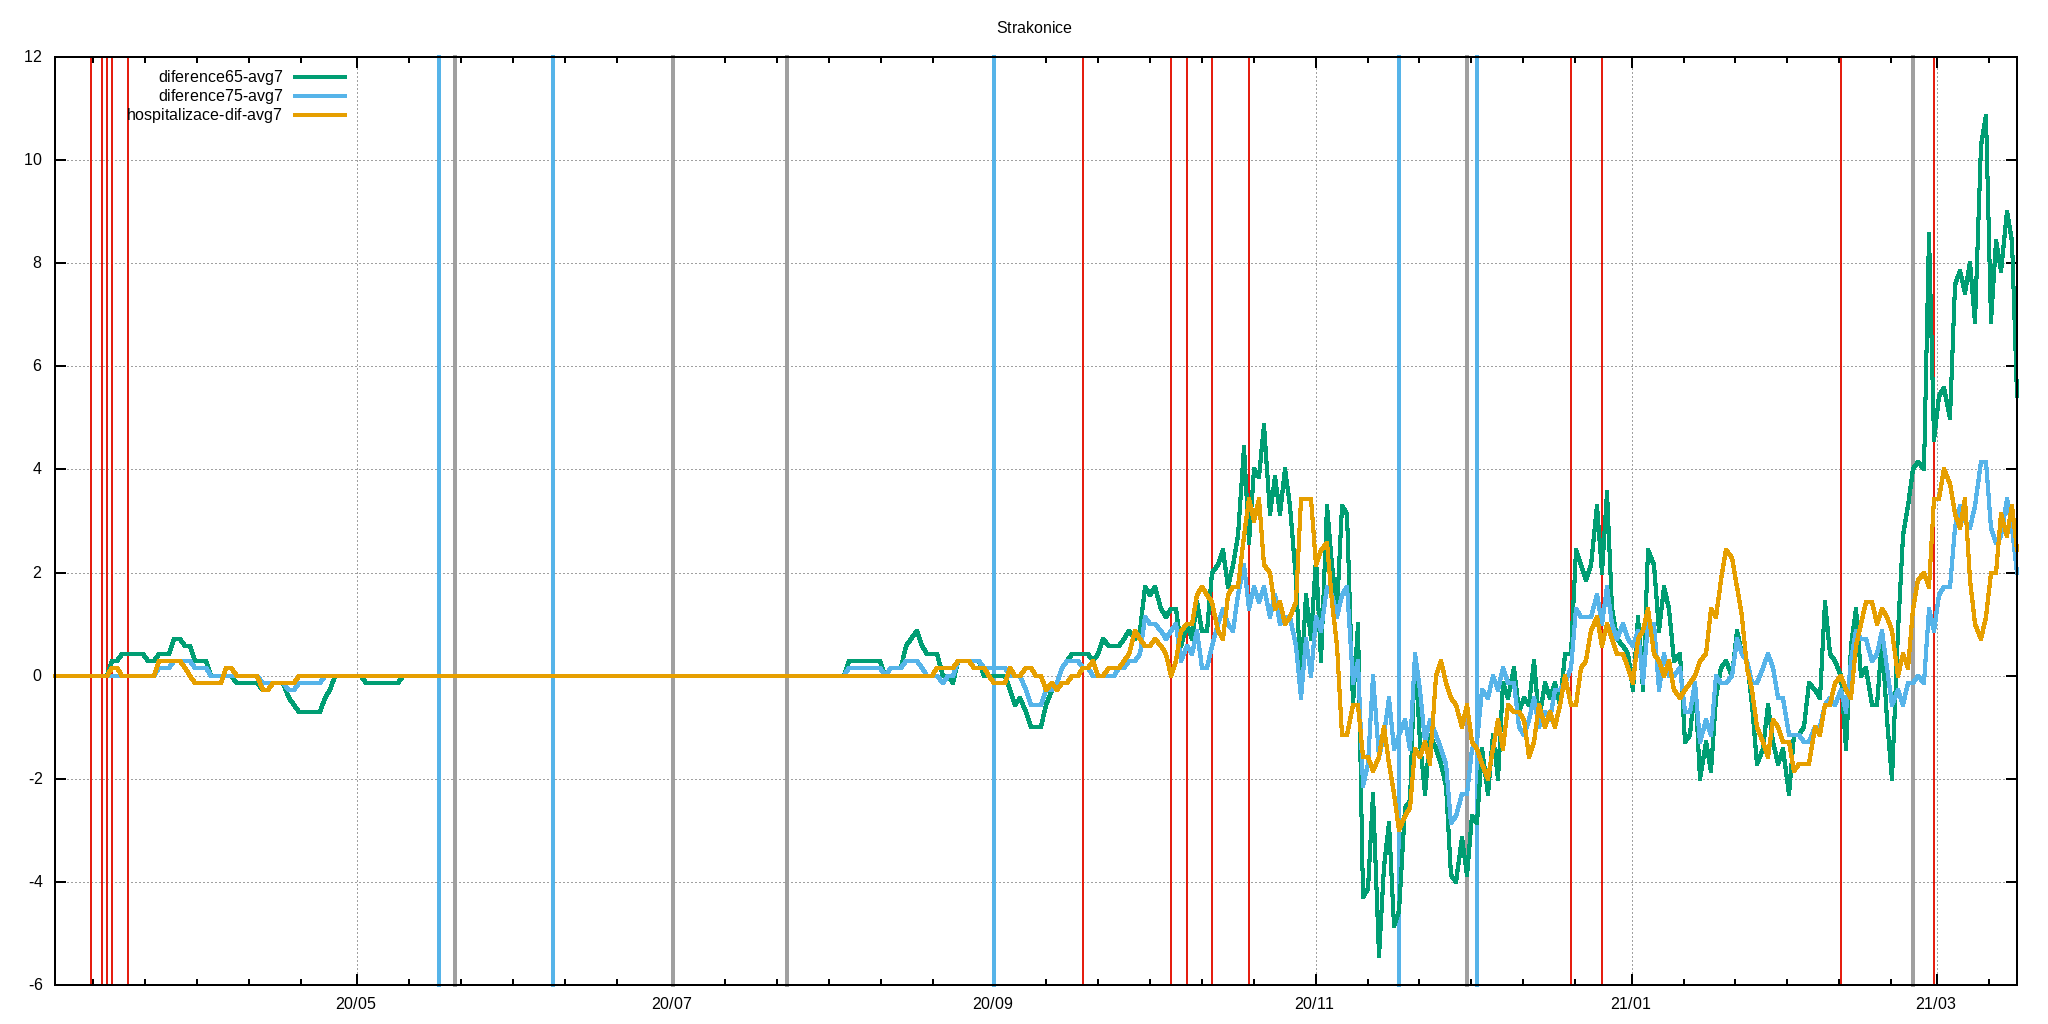 Strakonice
diference65-avg7
diference75-avg7
hospitalizace-dif-avg7
12
10
8
6
4
2
0
-2
-4
-6
20/05 20/07 20/09 20/11 21/01 21/03